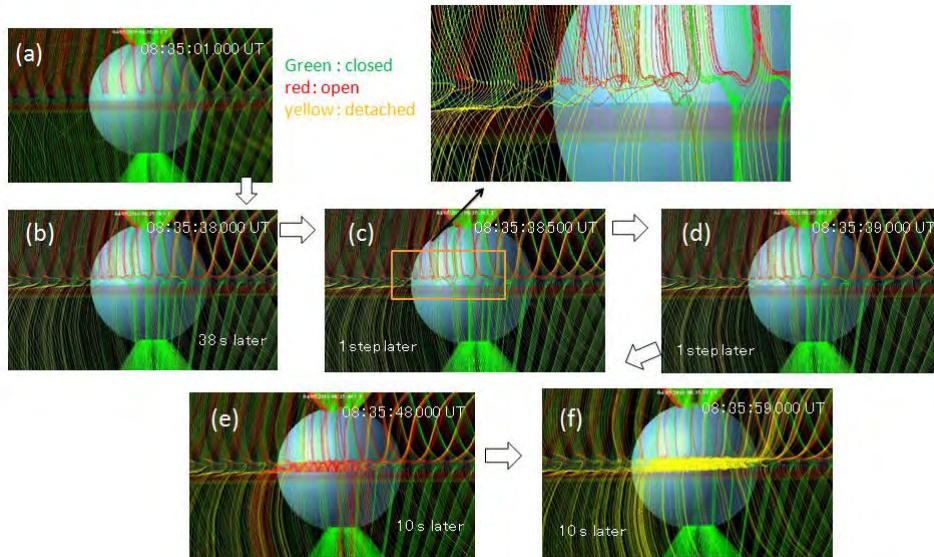 (a)
08:35:01,000 UT
Green : closed
red: open
yellow : detached
(b)
08:35:38,000 UT
38 s later
(c)
08:35:38,500
1 step later
(d)
08:35:39,000 UT
1 step later
(e)
08:35:48,000 UT
10 s later
(f)
08:35:59,000 UT
10 s later